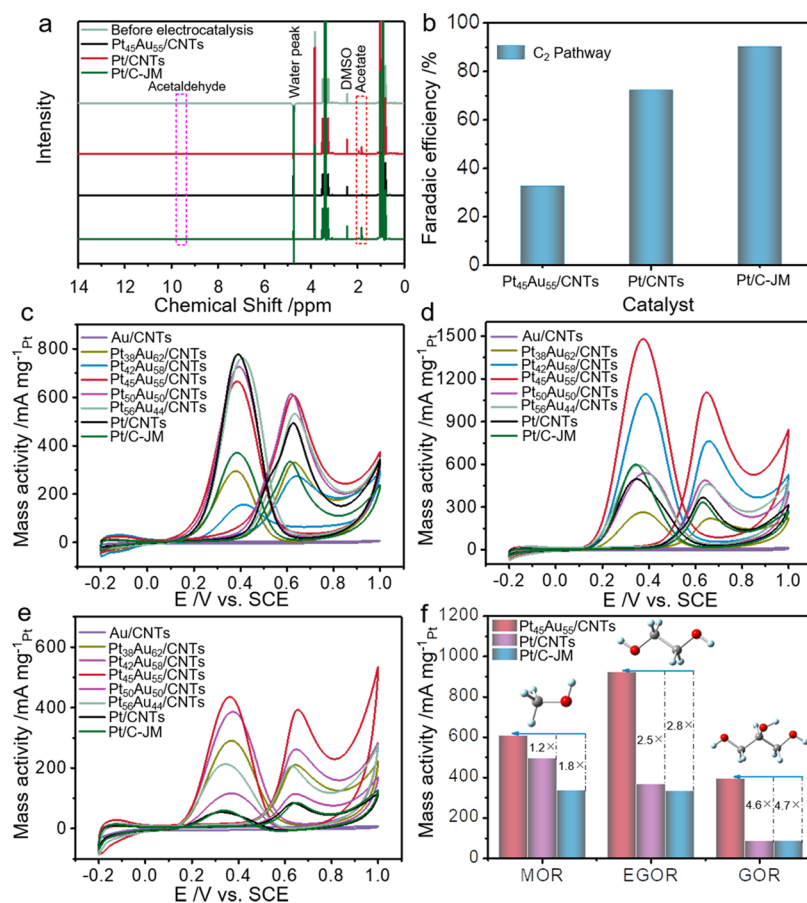 a
Before electrocatalysis
Pt45Au55/CNTs
Pt/CNTs
Pt/C-JM
Acetaldehyde
Water peak
DMSO
Acetate
Intensity
14 12 10 8 6 4 2 0
Chemical Shift /ppm
b
C2 Pathway
Faradaic efficiency /%
100
80
60
40
20
0
Pt45Au55/CNTs Pt/CNTs Pt/C-JM
Catalyst
c
Au/CNTs
Pt38Au62/CNTs
Pt42Au58/CNTs
Pt45Au55/CNTs
Pt50Au50/CNTs
Pt56Au44/CNTs
Pt/CNTs
Pt/C-JM
Mass activity /mA mg-1Pt
800
600
400
200
0
-0.2 0.0 0.2 0.4 0.6 0.8 1.0
E /V vs. SCE
d
Au/CNTs
Pt38Au62/CNTs
Pt42Au58/CNTs
Pt45Au55/CNTs
Pt50Au50/CNTs
Pt56Au44/CNTs
Pt/CNTs
Pt/C-JM
Mass activity /mA mg-1Pt
1500
1200
900
600
300
0
-0.2 0.0 0.2 0.4 0.6 0.8 1.0
E /V vs. SCE
e
Au/CNTs
Pt38Au62/CNTs
Pt42Au58/CNTs
Pt45Au55/CNTs
Pt50Au50/CNTs
Pt56Au44/CNTs
Pt/CNTs
Pt/C-JM
Mass activity /mA mg-1Pt
600
400
200
0
-0.2 0.0 0.2 0.4 0.6 0.8 1.0
E /V vs. SCE
f
Pt45Au55/CNTs
Pt/CNTs
Pt/C-JM
Mass activity /mA mg-1Pt
1200
1000
800
600
400
200
0
1.2×
1.8×
2.5×
2.8×
4.6×
4.7×
MOR EGOR GOR